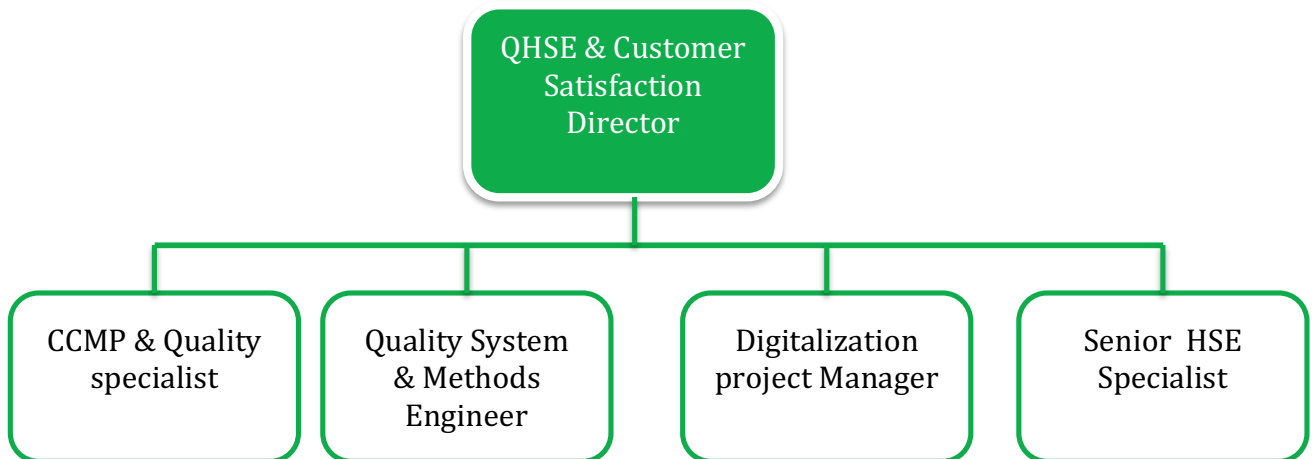 QHSE & Customer
Satisfaction
Director
CCMP & Quality
specialist
Quality System
& Methods
Engineer
Digitalization
project Manager
Senior  HSE
Specialist